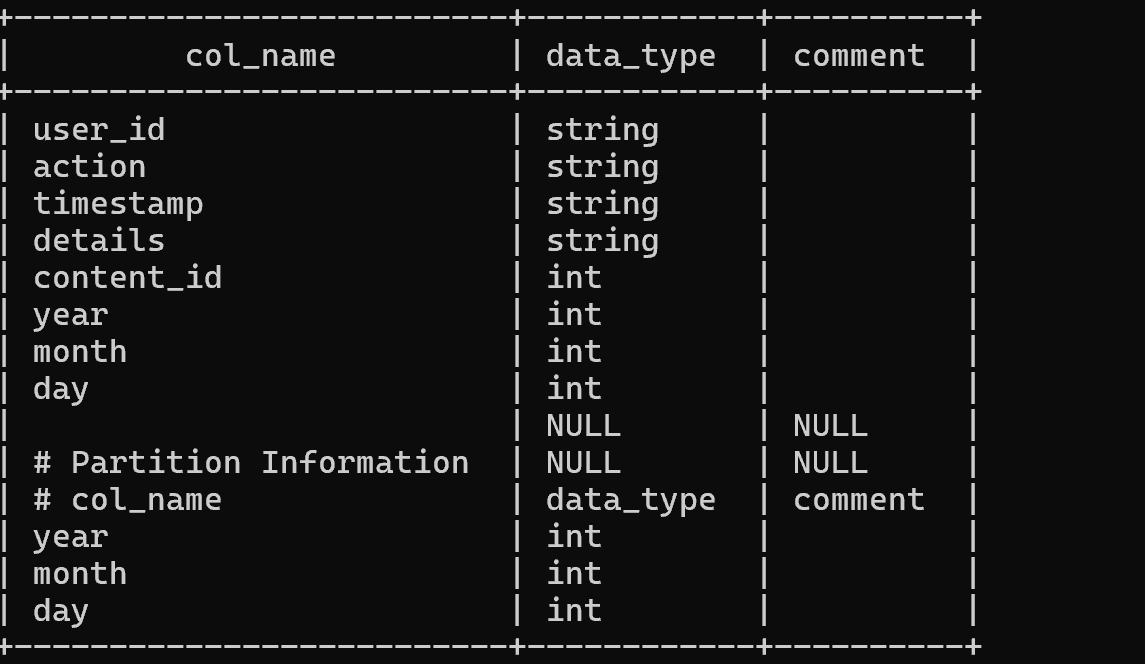 +--------------------------+------------+----------+
| col_name | data_type | comment |
+--------------------------+------------+----------+
| user_id | string | |
| action | string | |
| timestamp | string | |
| details | string | |
| content_id | int | |
| year | int | |
| month | int | |
| day | int | |
| | NULL | NULL |
| # Partition Information | NULL | NULL |
| # col_name | data_type | comment |
| year | int | |
| month | int | |
| day | int | |
+--------------------------+------------+----------+